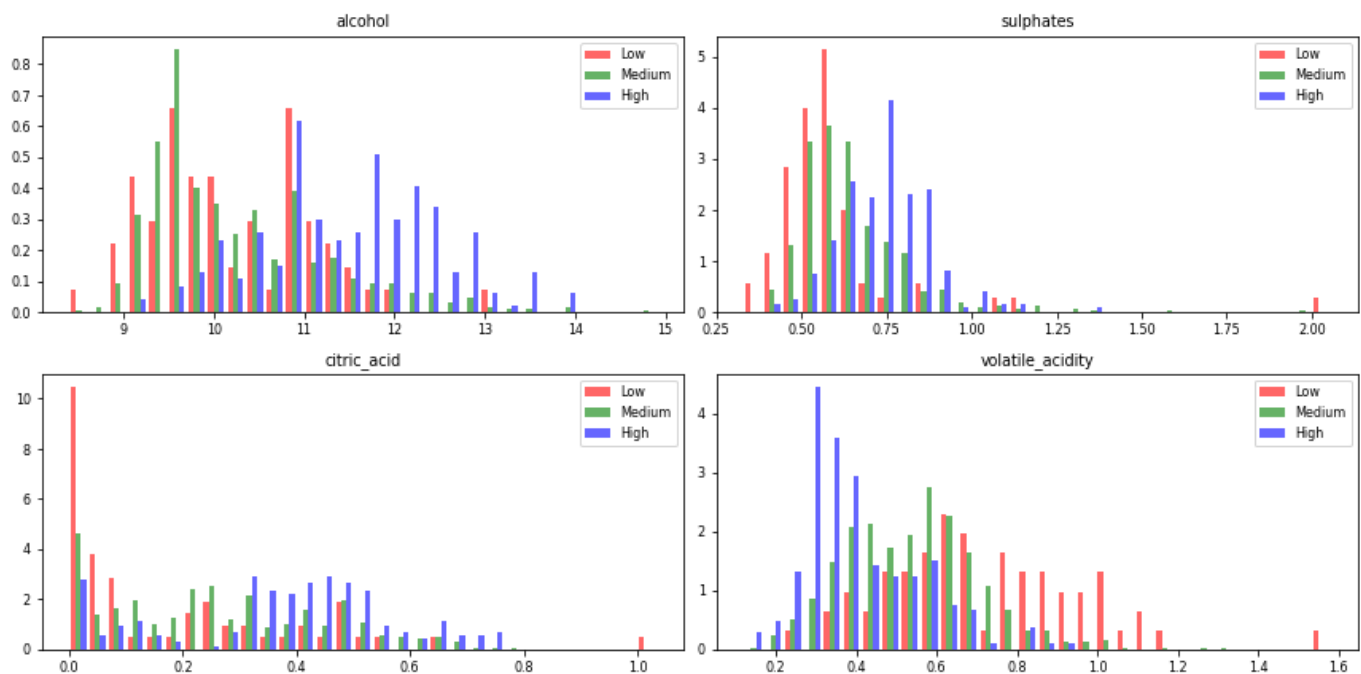 alcohol
0.8
0.7
0.6
0.5
0.4
0.3
0.2
0.1
0.0
9 10 11 12 13 14 15
Low
Medium
High
sulphates
5
4
3
2
1
0
0.25 0.50 0.75 1.00 1.25 1.50 1.75 2.00
Low
Medium
High
citric_acid
10
8
6
4
2
0
0.0 0.2 0.4 0.6 0.8 1.0
Low
Medium
High
volatile_acidity
4
3
2
1
0
0.2 0.4 0.6 0.8 1.0 1.2 1.4 1.6
Low
Medium
High